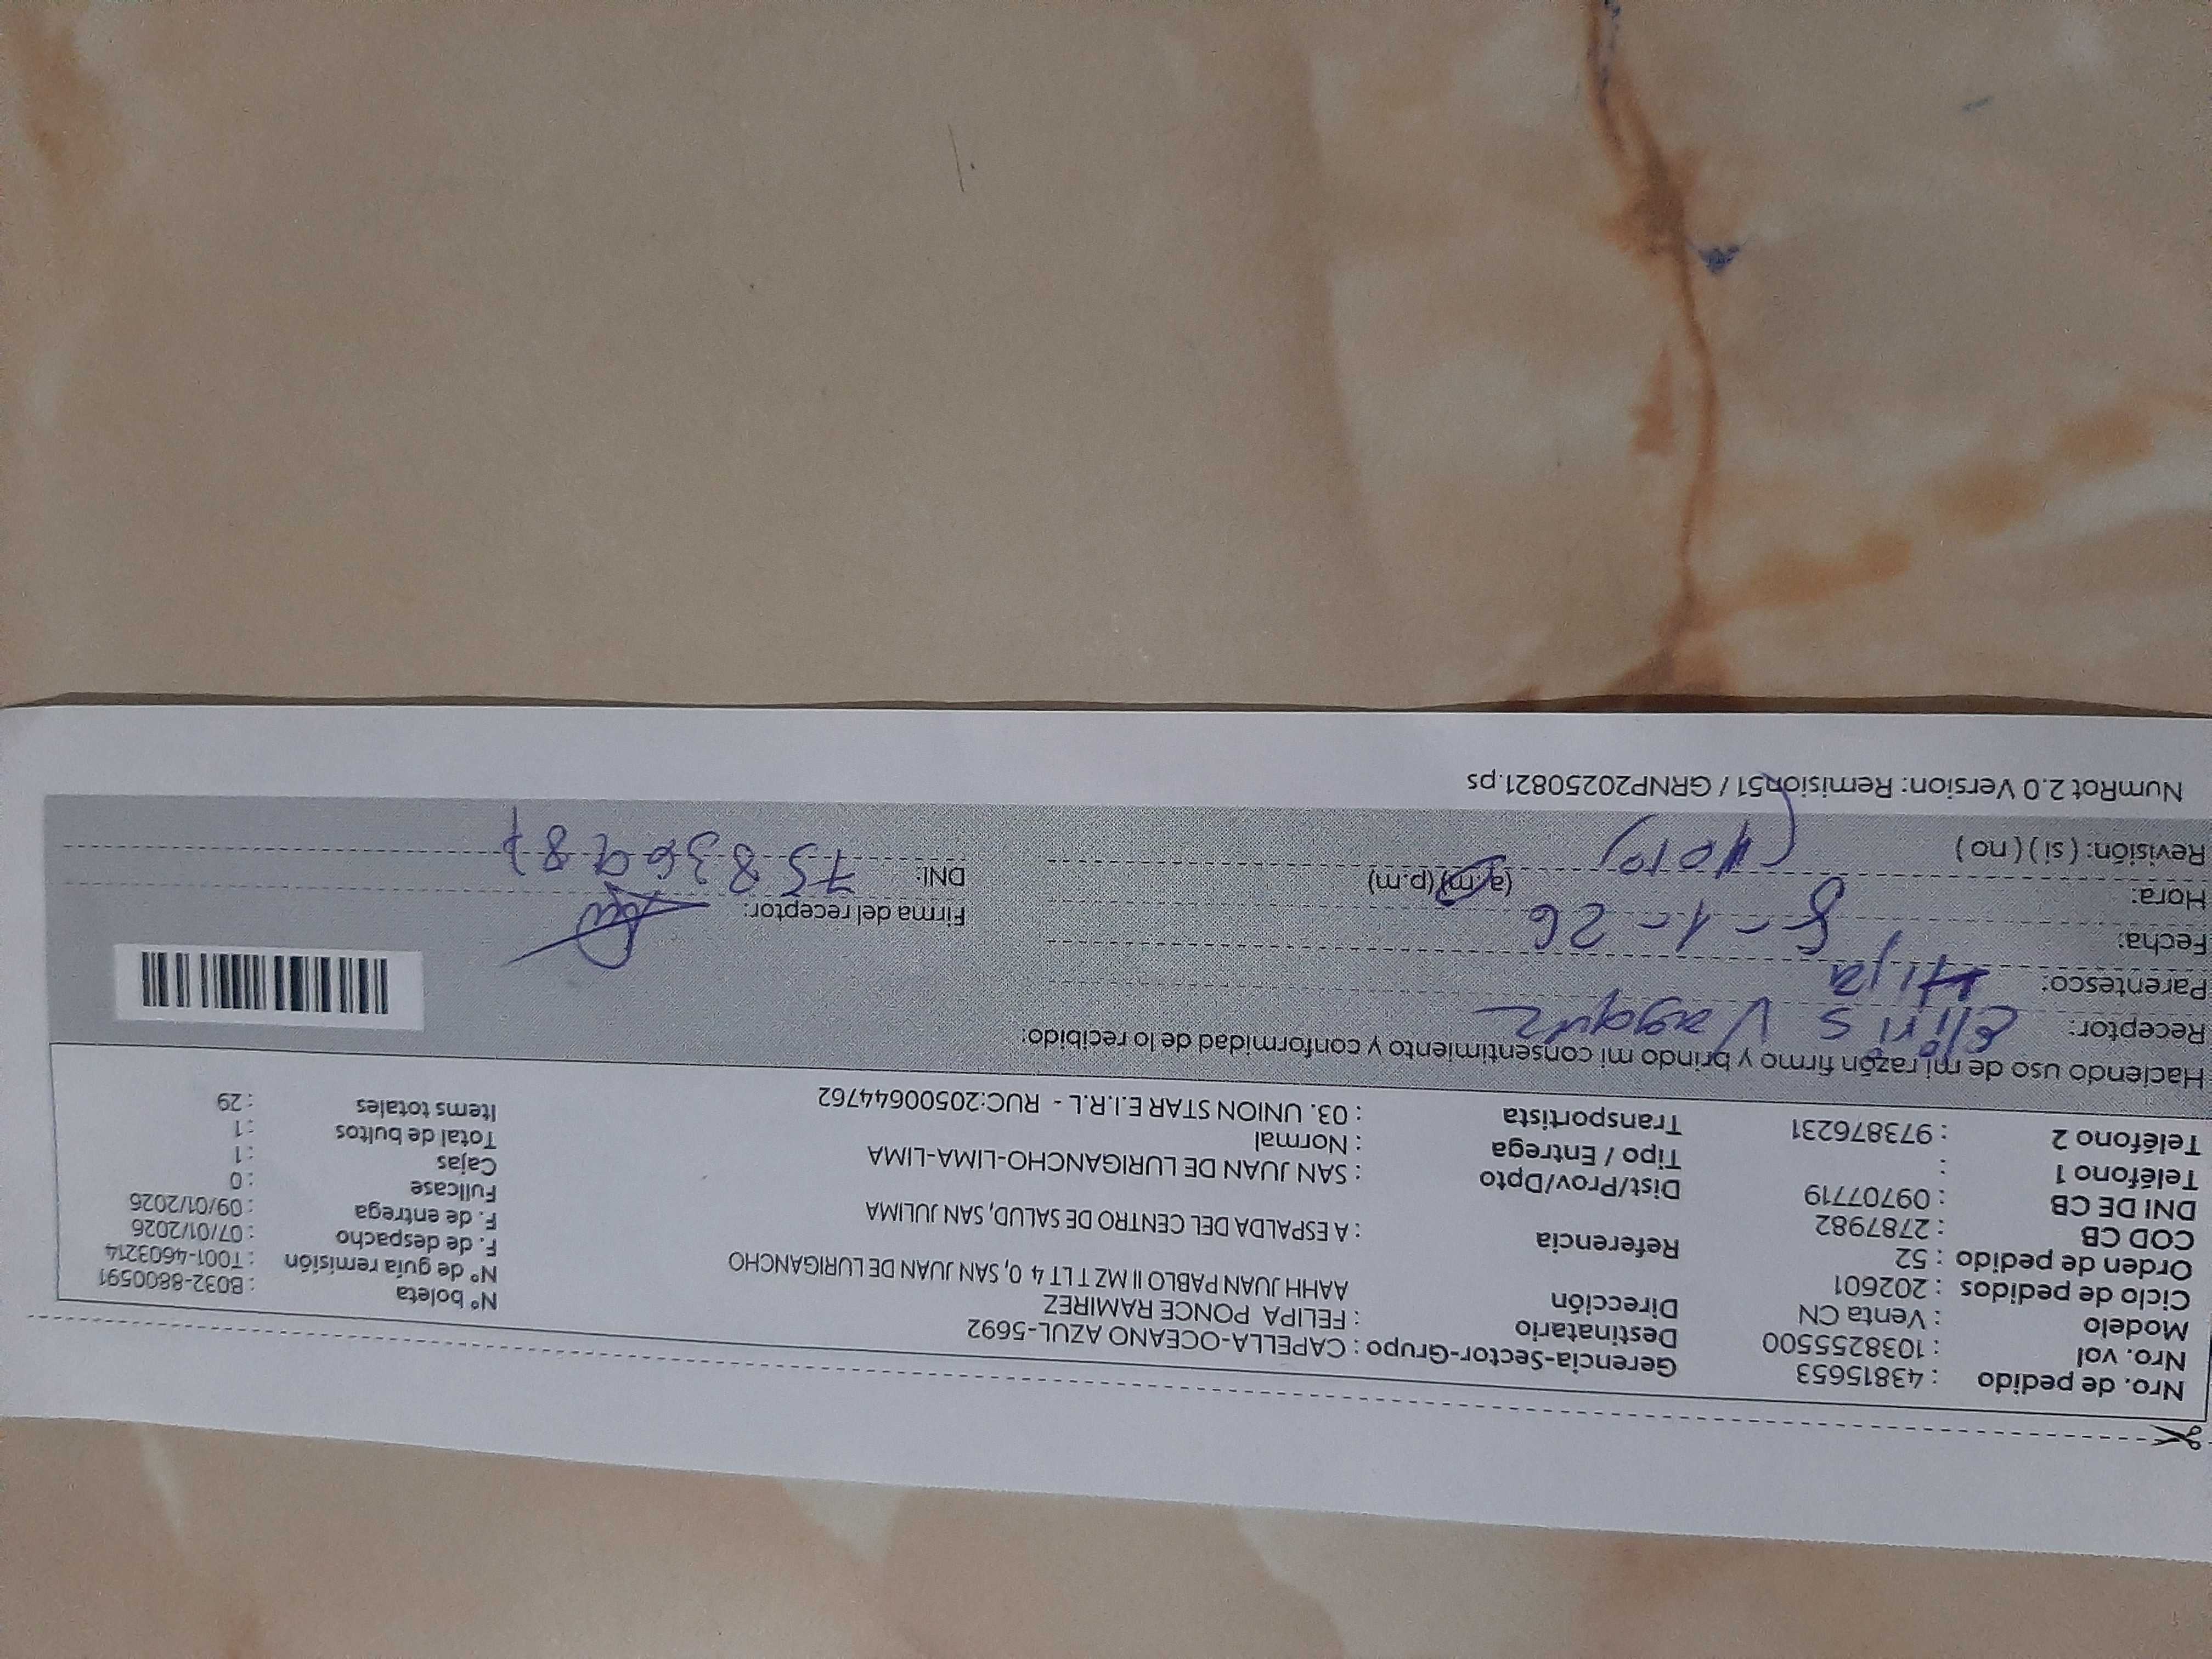 Nro. de pedido : 43815653
Nro. vol : 1038255500
Modelo : Venta CN
Ciclo de pedidos : 202601
Orden de pedido : 52
COD CB : 2787982
DNI DE CB : 09707719
Teléfono 1 :
Teléfono 2 : 973876231
Gerencia-Sector-Grupo : CAPELLA-OCEANO AZUL-5692
Destinatario : FELIPA PONCE RAMIREZ
Dirección AAHH JUAN PABLO II MZ T LT 4 0, SAN JUAN DE LURIGANCHO
Referencia : A ESPALDA DEL CENTRO DE SALUD, SAN JULIMA
Dist/Prov/Dpto : SAN JUAN DE LURIGANCHO-LIMA-LIMA
Tipo / Entrega : Normal
Transportista : 03. UNION STAR E.I.R.L - RUC:20500644762
N° boleta : B032-8800591
N° de guía remisión : T001-4603214
F. de despacho : 07/01/2026
F. de entrega : 09/01/2026
Fullcase : 0
Cajas : 1
Total de bultos : 1
Items totales : 29
Haciendo uso de mi razón firmo y brindo mi consentimiento y conformidad de lo recibido:
Receptor:
Parentesco: Hija
Fecha: 8-1-26
Hora: (a.m) (p.m)
Revisión: ( si ) ( no )
Firma del receptor:
DNI:
NumRot 2.0 Version: Remision51 / GRNP20250821.ps